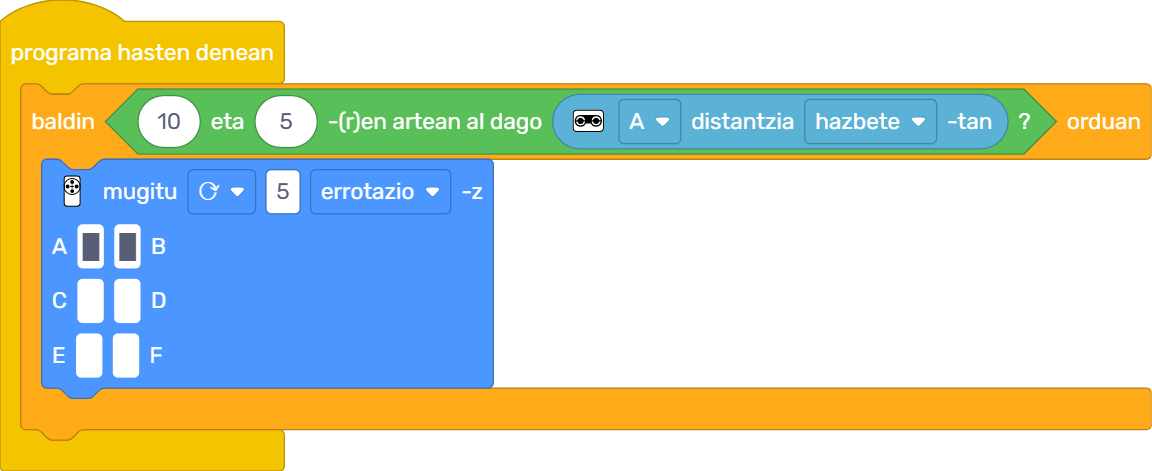 programa hasten denean
baldin 10 eta 5 -(r)en artean al dago A distantzia hazbete -tan ? orduan
mugitu 5 errotazio -z
A B
C D
E F